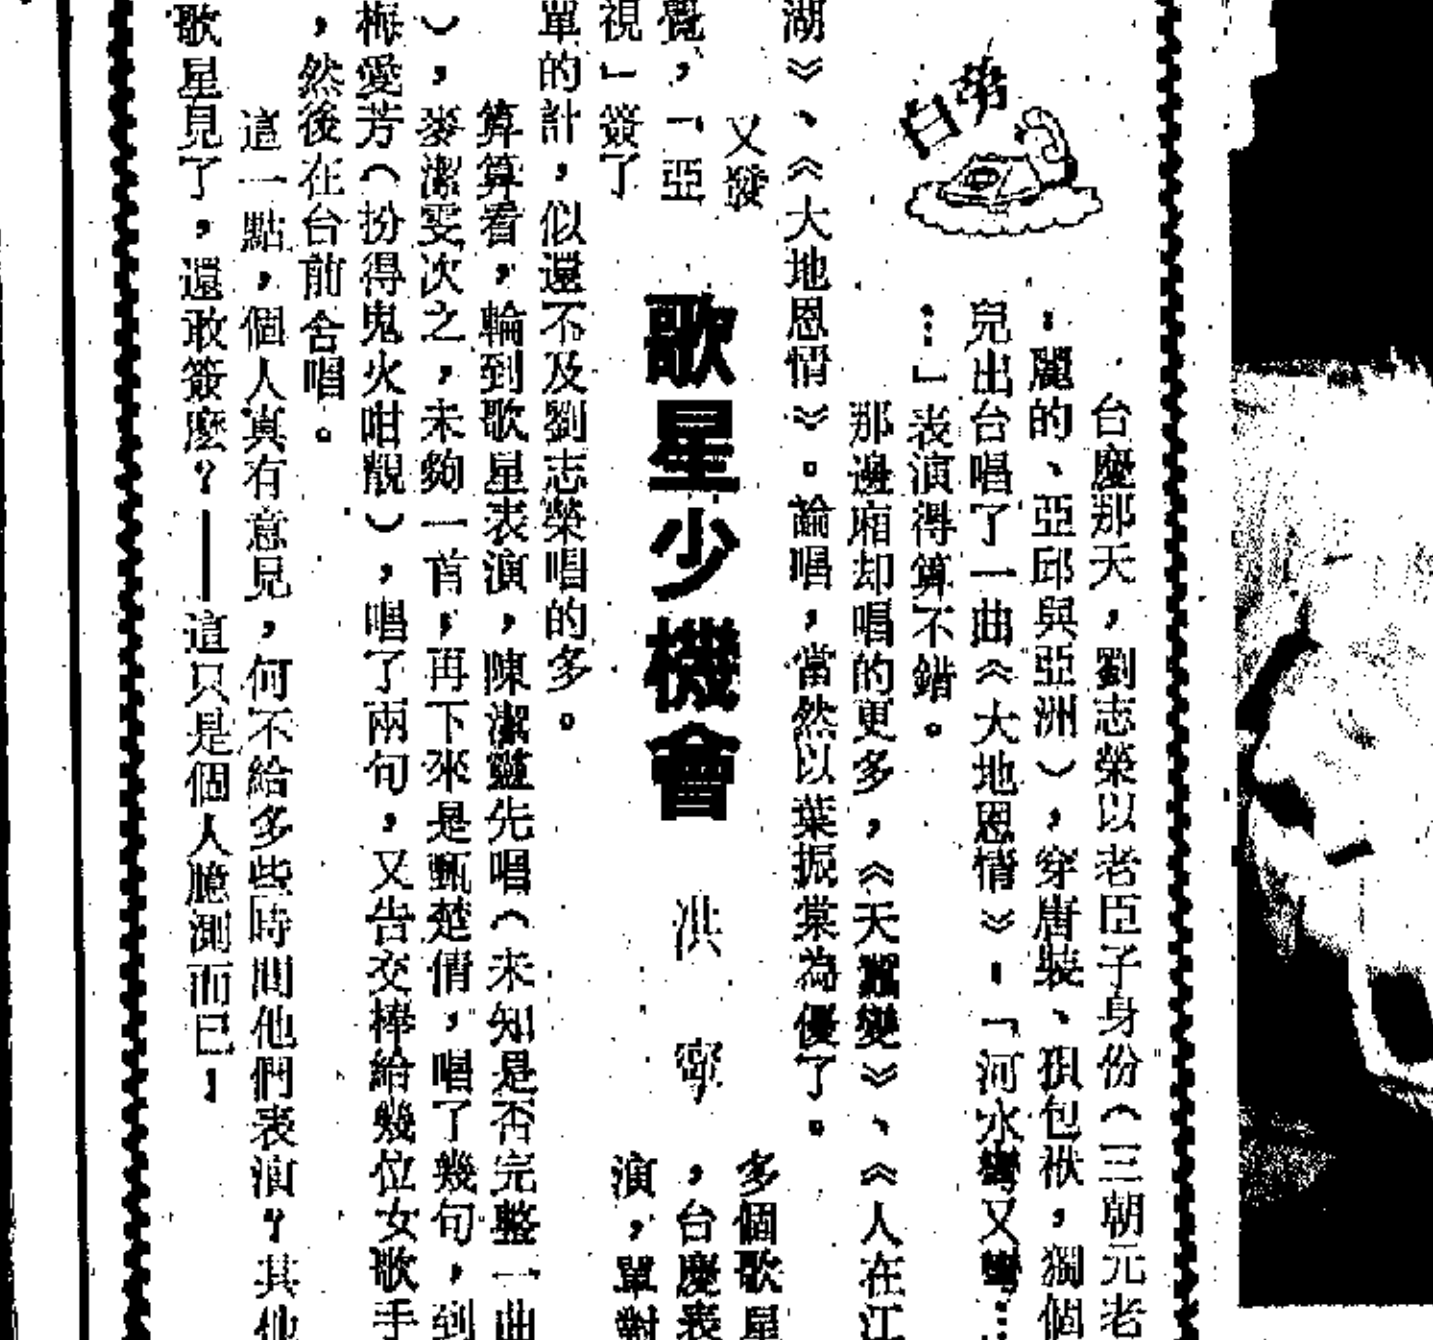 台慶那天，劉志榮以老臣子身份（三朝元老
：麗的、亞邱與亞洲），穿唐裝、孭包袱，獨個
兒出台唱了一曲《大地恩情》：「河水彎又彎…
…」表演得算不錯。
那邊廂却唱的更多，《天蠶變》、《人在江
湖》、《大地恩情》。論唱，當然以葉振棠為優了。
又發
多個歌星
覺，「亞
，台慶表
視」簽了
演，單對
歌星少機會
洪寧
單的計，似還不及劉志榮唱的多。
算算看，輪到歌星表演，陳潔靈先唱（未知是否完整一曲
），麥潔雯次之，未夠一首；再下來是甄楚倩，唱了幾句，到
梅愛芳（扮得鬼火咁靚），唱了兩句，又告交棒給幾位女歌手
，然後在台前合唱。
這一點，個人真有意見，何不給多些時間他們表演？其他
歌星見了，還敢簽麽？——這只是個人臆測而已！